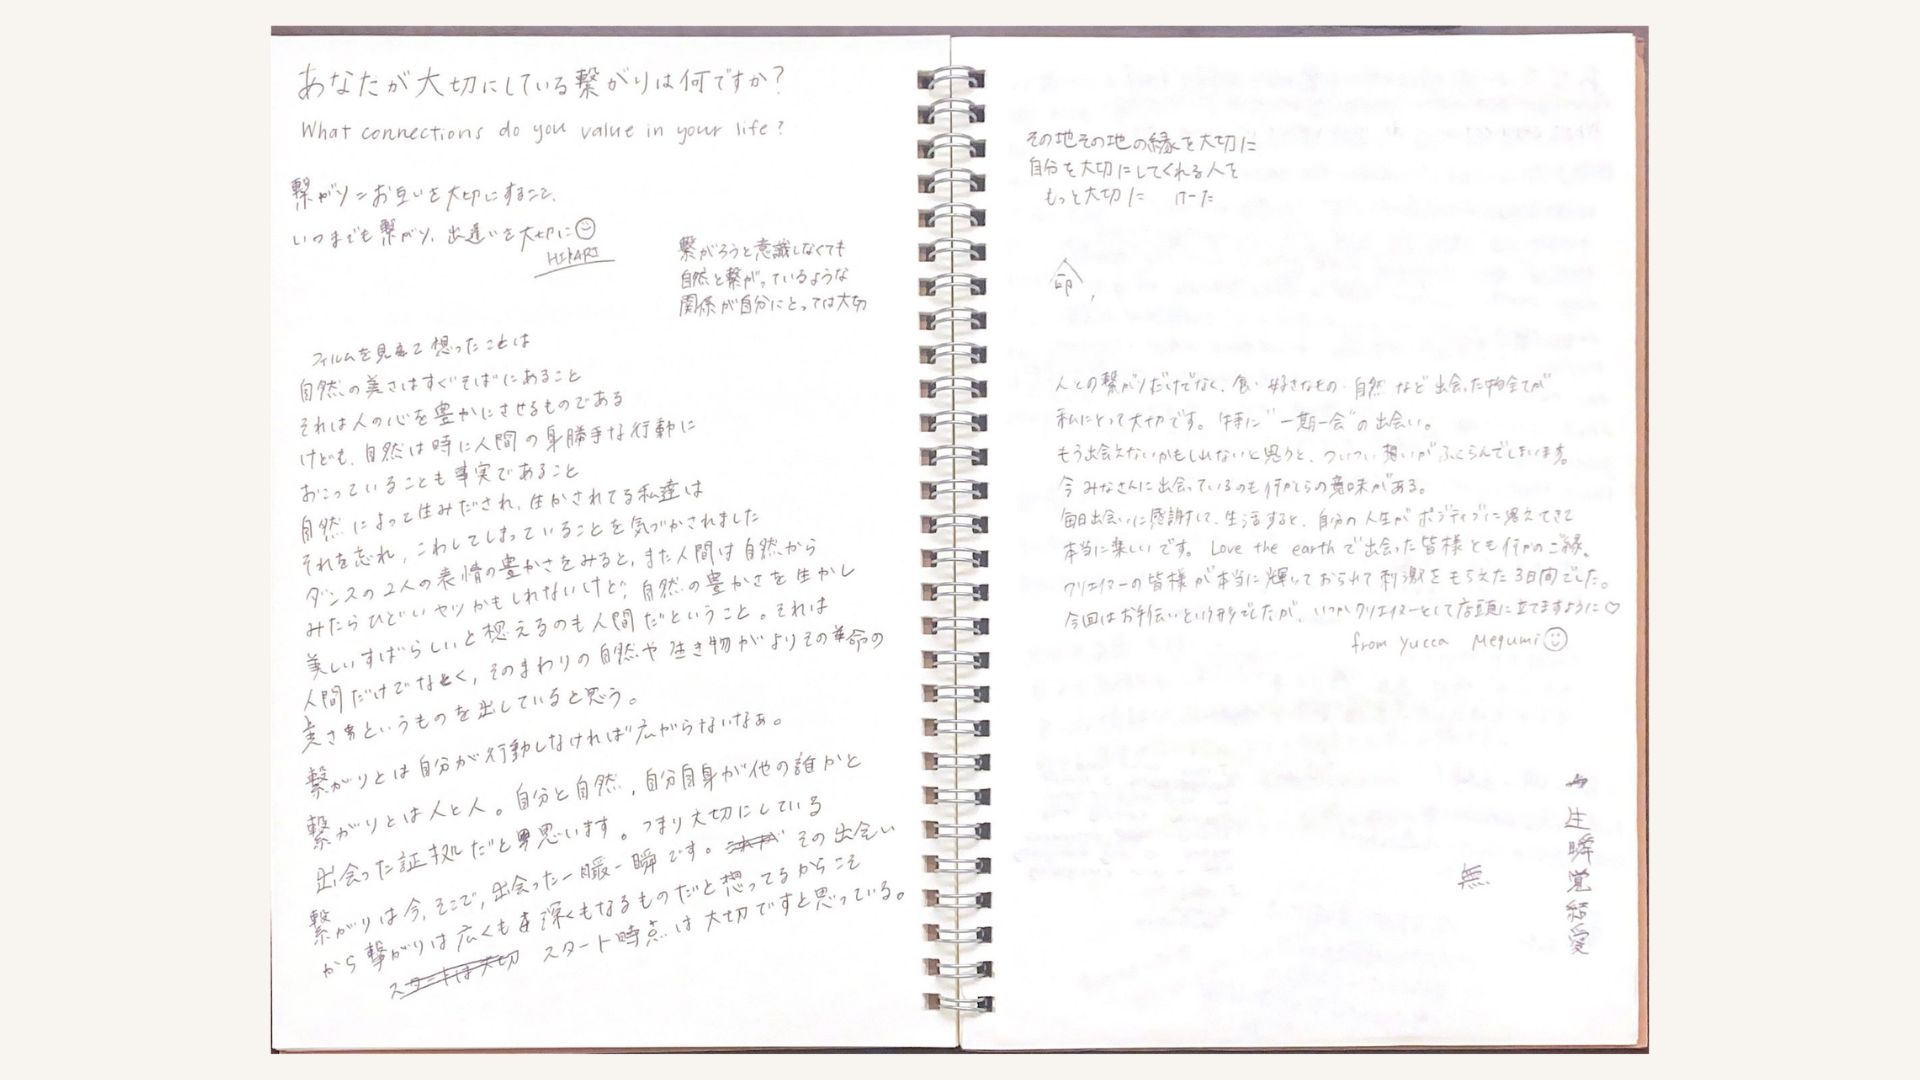 あなたが大切にしている繋がりは何ですか?
What connections do you value in your life?
繋がり=お互いを大切にすること、
いつまでも繋がり、出逢いを大切に
HIKARI
繋がろうと意識しなくても
自然と繋がっているような
関係が自分にとっては大切
フィルムを見て想ったことは
自然の美さはすぐそばにあること
それは人の心を豊かにさせるものである
けども、自然は時に人間の身勝手な行動に
おこっていることも事実であること
自然によって生みだされ、生かされてる私達は
それを忘れ,こわしてしまっていることを気づかされました
ダンスの2人の表情の豊かさをみると,また人間は自然から
みたらひどいヤツかもしれないけど,自然の豊かさを生かし
美しいすばらしいと想えるのも人間だということ。それは
人間だけでなく,そのまわりの自然や生き物がよりその革命の
美さというものを出していると思う。
繋がりとは自分が行動しなければ広がらないなぁ。
繋がりとは人と人。自分と自然,自分自身が他の誰かと
出会った証拠だと思います。つまり大切にしている
繋がりは今,そこで,出会った一瞬一瞬です。その出会い
から繋がりは広くも深くもなるものだと想ってるからこそ
スタートは大切 スタート時点は大切ですと思っている。
その地その地の縁を大切に
自分を大切にしてくれる人を
もっと大切に けーた
命,
人との繋がりだけでなく、食・好きなもの・自然 など出会った物全てが
私にとって大切です。特に"一期一会"の出会い。
もう出会えないかもしれないと思うと、ついつい想いがふくらんでしまいます。
今みなさんに出会っているのも何かしらの意味がある。
毎日出会いに感謝して、生活すると、自分の人生がポジティブに思えてきて
本当に楽しいです。Love the earthで出会った皆様とも何かのご縁。
クリエイターの皆様が本当に輝いておられて刺激をもらえた3日間でした。
今回はお手伝いという形でしたが、いつかクリエイターとして店頭に立てますように♡
from yucca Megumi
生瞬覚結愛
無